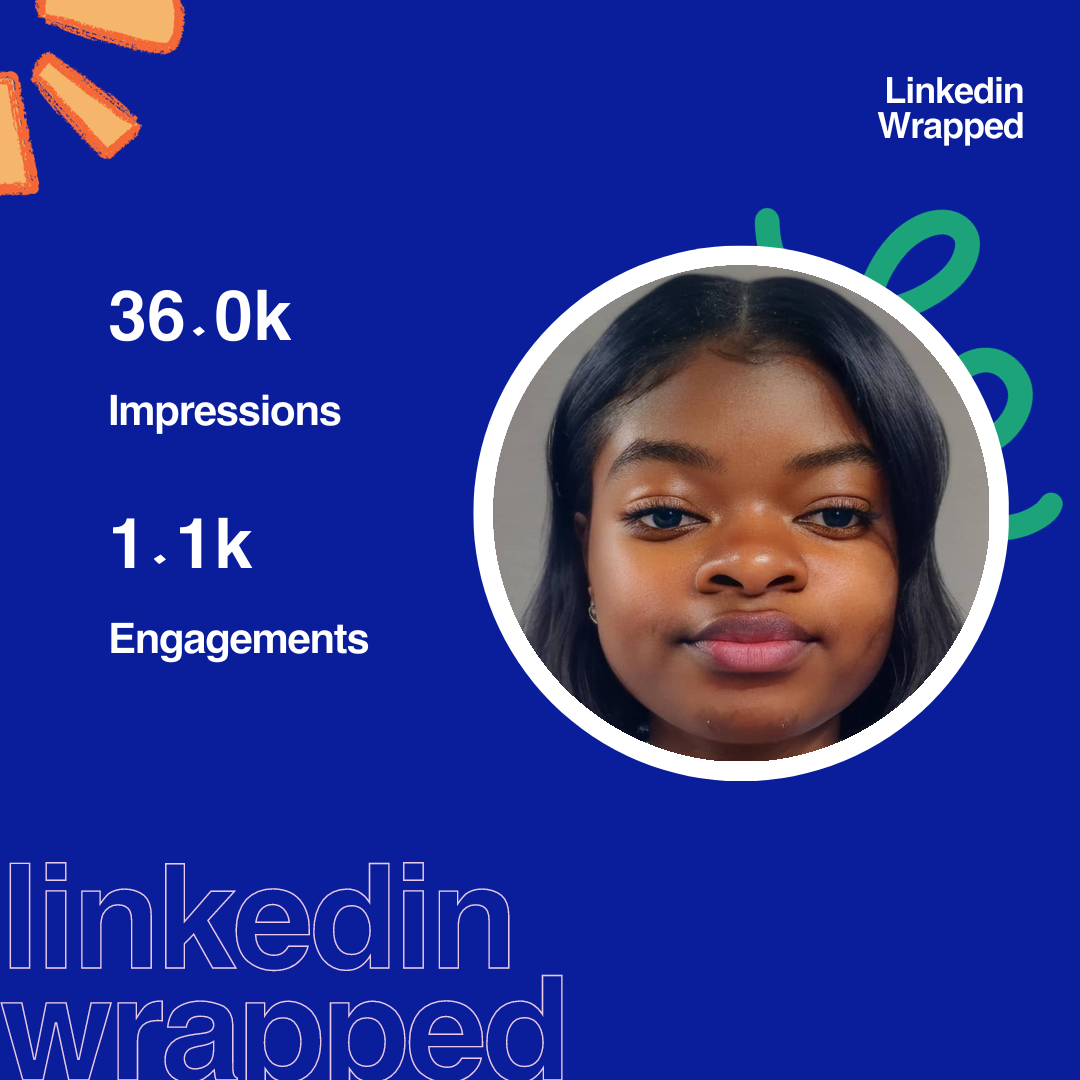 Linkedin
Wrapped
36.0k
Impressions
1.1k
Engagements
linkedin
wrapped